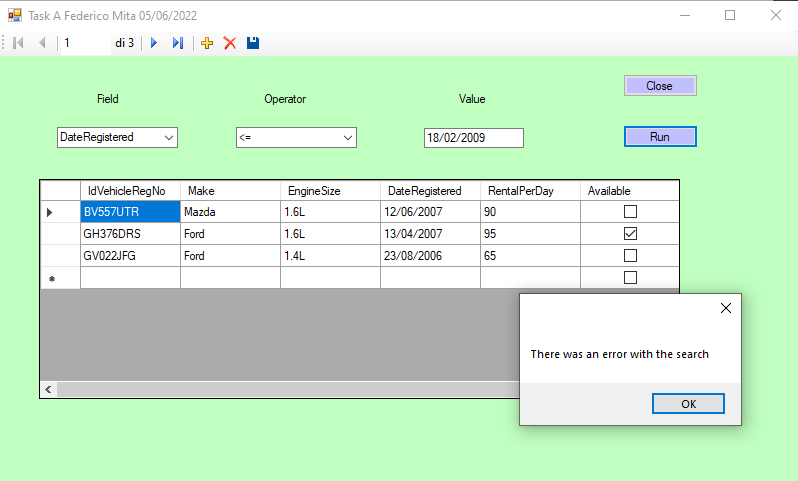 Task A Federico Mita 05/06/2022
1 di 3
Close
Field Operator Value
DateRegistered <= 18/02/2009 Run
IdVehicleRegNo Make EngineSize DateRegistered RentalPerDay Available
BV557UTR Mazda 1.6L 12/06/2007 90
GH376DRS Ford 1.6L 13/04/2007 95
GV022JFG Ford 1.4L 23/08/2006 65
There was an error with the search
OK